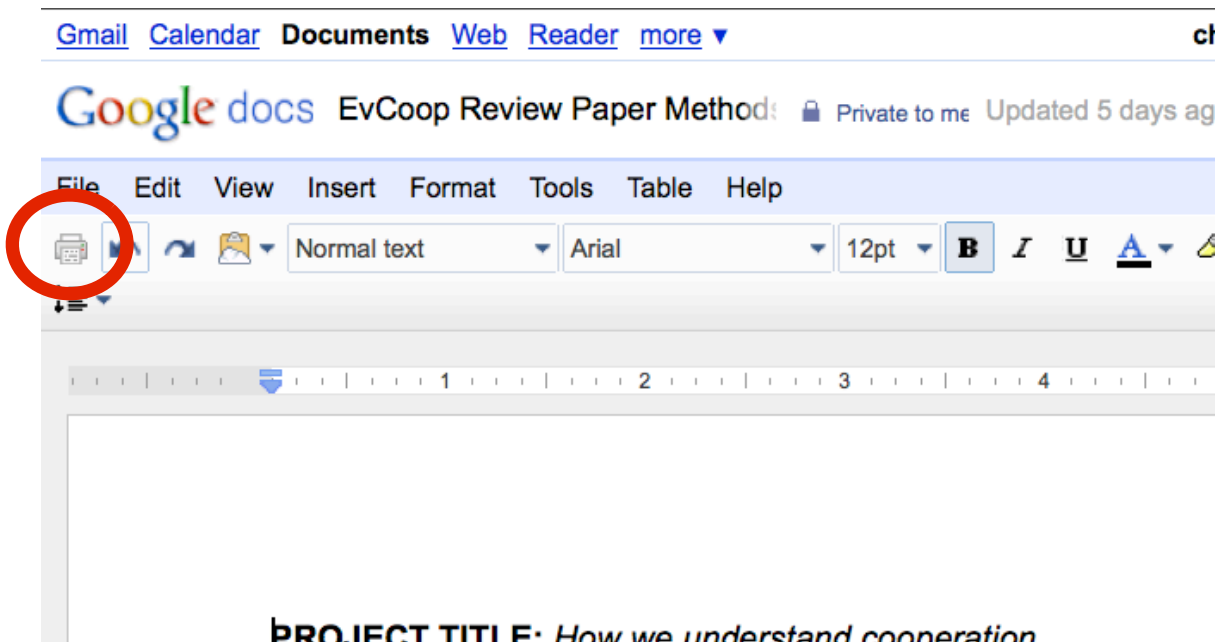 Gmail Calendar Documents Web Reader more ▼ ch
Google docs EvCoop Review Paper Methods Private to me Updated 5 days ag
File Edit View Insert Format Tools Table Help
Normal text Arial 12pt B I U A
1 2 3 4
PROJECT TITLE: How we understand cooperation